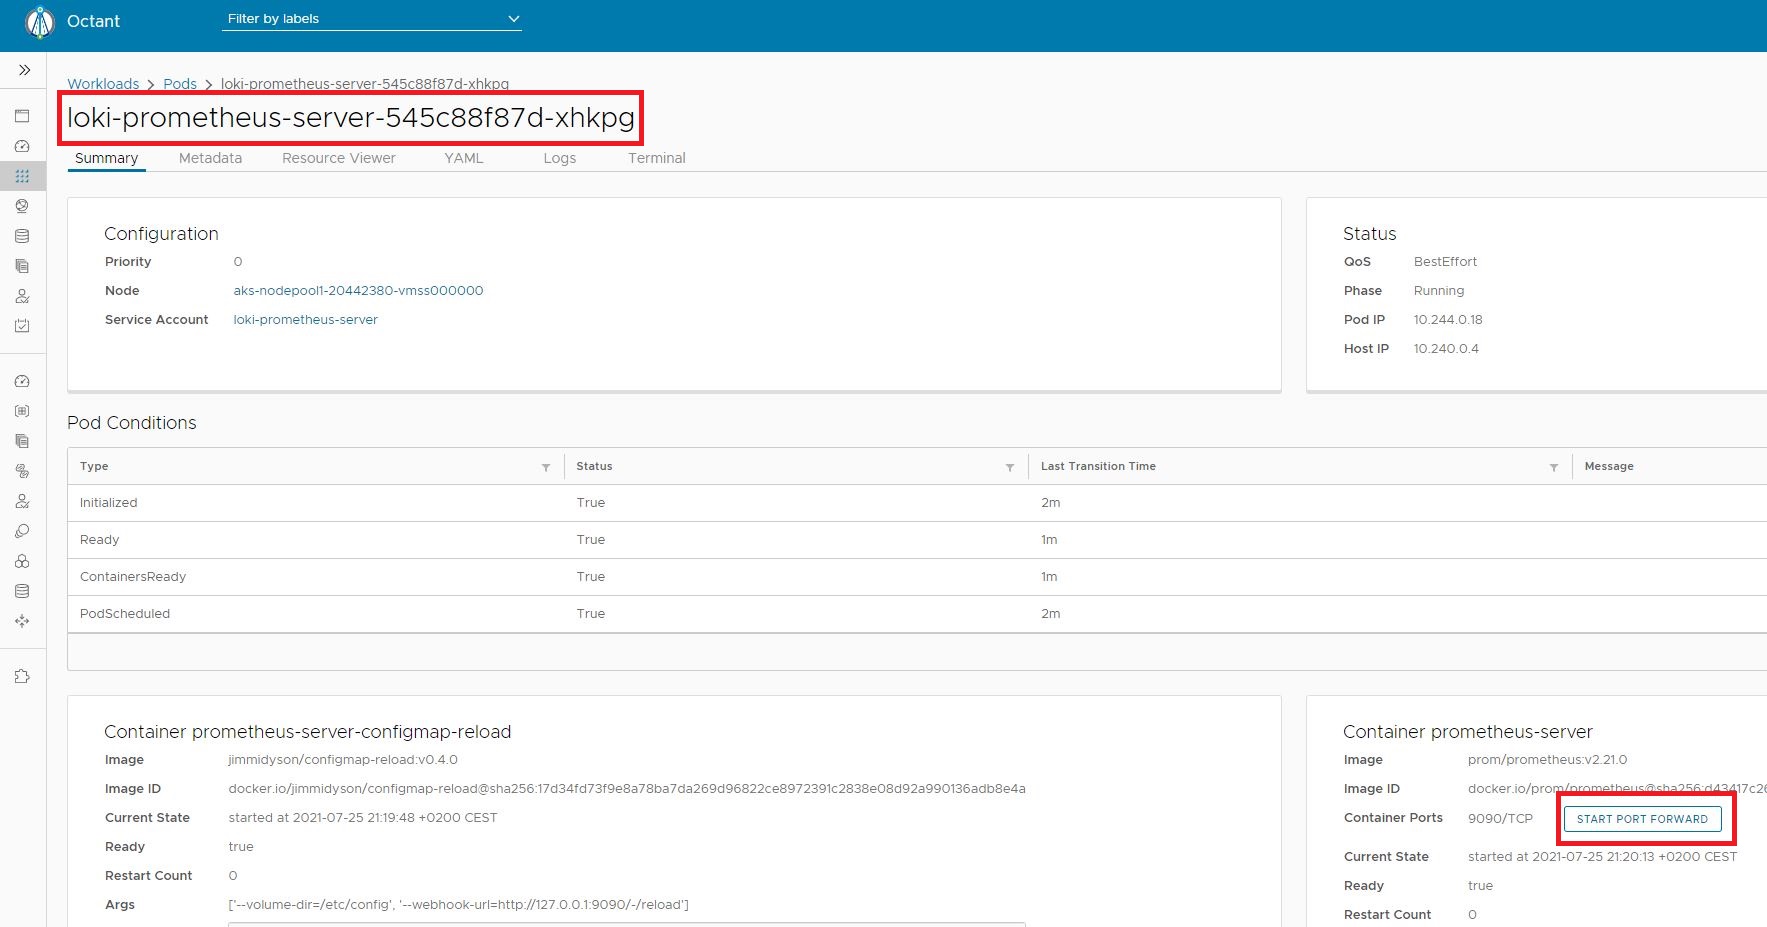 Octant
Filter by labels
Workloads > Pods > loki-prometheus-server-545c88f87d-xhkpg
loki-prometheus-server-545c88f87d-xhkpg
Summary Metadata Resource Viewer YAML Logs Terminal
Configuration
Priority 0
Node aks-nodepool1-20442380-vmss000000
Service Account loki-prometheus-server
Status
QoS BestEffort
Phase Running
Pod IP 10.244.0.18
Host IP 10.240.0.4
Pod Conditions
Type Status Last Transition Time Message
Initialized True 2m
Ready True 1m
ContainersReady True 1m
PodScheduled True 2m
Container prometheus-server-configmap-reload
Image jimmidyson/configmap-reload:v0.4.0
Image ID docker.io/jimmidyson/configmap-reload@sha256:17d34fd73f9e8a78ba7da269d96822ce8972391c2838e08d92a990136adb8e4a
Current State started at 2021-07-25 21:19:48 +0200 CEST
Ready true
Restart Count 0
Args ['--volume-dir=/etc/config', '--webhook-url=http://127.0.0.1:9090/-/reload']
Container prometheus-server
Image prom/prometheus:v2.21.0
Image ID docker.io/prom/prometheus@sha256:d43417c26
Container Ports 9090/TCP START PORT FORWARD
Current State started at 2021-07-25 21:20:13 +0200 CEST
Ready true
Restart Count 0